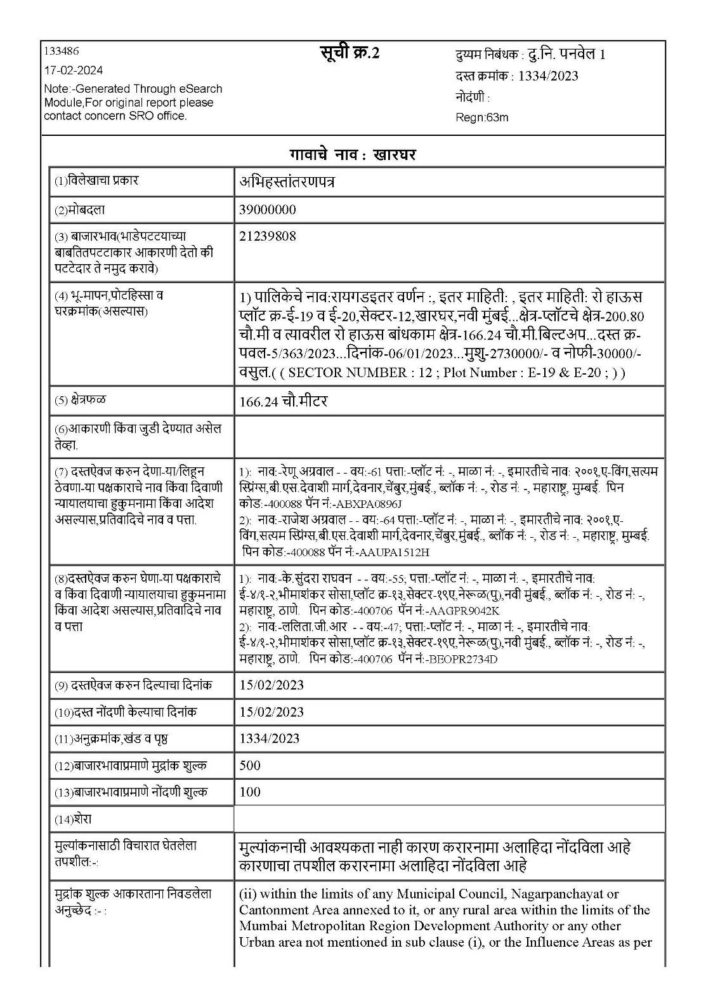 133486
17-02-2024
Note:-Generated Through eSearch
Module,For original report please
contact concern SRO office.
सूची क्र.2
दुय्यम निबंधक : दु.नि. पनवेल 1
दस्त क्रमांक : 1334/2023
नोदंणी :
Regn:63m
गावाचे नाव : खारघर
(1)विलेखाचा प्रकार
अभिहस्तांतरणपत्र
(2)मोबदला
39000000
(3) बाजारभाव(भाडेपटटयाच्या
बाबतितपटटाकार आकारणी देतो की
पटटेदार ते नमुद करावे)
21239808
(4) भू-मापन,पोटहिस्सा व
घरक्रमांक(असल्यास)
1) पालिकेचे नाव:रायगडइतर वर्णन :, इतर माहिती: , इतर माहिती: रो हाऊस
प्लॉट क्र-ई-19 व ई-20,सेक्टर-12,खारघर,नवी मुंबई...क्षेत्र-प्लॉटचे क्षेत्र-200.80
चौ.मी व त्यावरील रो हाऊस बांधकाम क्षेत्र-166.24 चौ.मी.बिल्टअप...दस्त क्र-
पवल-5/363/2023...दिनांक-06/01/2023...मुशु-2730000/- व नोफी-30000/-
वसुल.( ( SECTOR NUMBER : 12 ; Plot Number : E-19 & E-20 ; ) )
(5) क्षेत्रफळ
166.24 चौ.मीटर
(6)आकारणी किंवा जुडी देण्यात असेल
तेव्हा.
(7) दस्तऐवज करुन देणा-या/लिहून
ठेवणा-या पक्षकाराचे नाव किंवा दिवाणी
न्यायालयाचा हुकुमनामा किंवा आदेश
असल्यास,प्रतिवादिचे नाव व पत्ता.
1): नाव:-रेणू अग्रवाल - - वय:-61 पत्ता:-प्लॉट नं: -, माळा नं: -, इमारतीचे नाव: २००१,ए-विंग,सत्यम
स्प्रिंग्स,बी.एस.देवाशी मार्ग,देवनार,चेंबुर,मुंबई., ब्लॉक नं: -, रोड नं: -, महाराष्ट्र, मुम्बई. पिन
कोड:-400088 पॅन नं:-ABXPA0896J
2): नाव:-राजेश अग्रवाल - - वय:-64 पत्ता:-प्लॉट नं: -, माळा नं: -, इमारतीचे नाव: २००१,ए-
विंग,सत्यम स्प्रिंग्स,बी.एस.देवाशी मार्ग,देवनार,चेंबुर,मुंबई., ब्लॉक नं: -, रोड नं: -, महाराष्ट्र, मुम्बई.
पिन कोड:-400088 पॅन नं:-AAUPA1512H
(8)दस्तऐवज करुन घेणा-या पक्षकाराचे
व किंवा दिवाणी न्यायालयाचा हुकुमनामा
किंवा आदेश असल्यास,प्रतिवादिचे नाव
व पत्ता
1): नाव:-के.सुंदरा राघवन - - वय:-55; पत्ता:-प्लॉट नं: -, माळा नं: -, इमारतीचे नाव:
ई-४/१-२,भीमाशंकर सोसा,प्लॉट क्र-१३,सेक्टर-१९ए,नेरूळ(पु),नवी मुंबई., ब्लॉक नं: -, रोड नं: -,
महाराष्ट्र, ठाणे. पिन कोड:-400706 पॅन नं:-AAGPR9042K
2): नाव:-ललिता.जी.आर - - वय:-47; पत्ता:-प्लॉट नं: -, माळा नं: -, इमारतीचे नाव:
ई-४/१-२,भीमाशंकर सोसा,प्लॉट क्र-१३,सेक्टर-१९ए,नेरूळ(पु),नवी मुंबई., ब्लॉक नं: -, रोड नं: -,
महाराष्ट्र, ठाणे. पिन कोड:-400706 पॅन नं:-BEOPR2734D
(9) दस्तऐवज करुन दिल्याचा दिनांक
15/02/2023
(10)दस्त नोंदणी केल्याचा दिनांक
15/02/2023
(11)अनुक्रमांक,खंड व पृष्ठ
1334/2023
(12)बाजारभावाप्रमाणे मुद्रांक शुल्क
500
(13)बाजारभावाप्रमाणे नोंदणी शुल्क
100
(14)शेरा
मुल्यांकनासाठी विचारात घेतलेला
तपशील:-:
मुल्यांकनाची आवश्यकता नाही कारण करारनामा अलाहिदा नोंदविला आहे
कारणाचा तपशील करारनामा अलाहिदा नोंदविला आहे
मुद्रांक शुल्क आकारताना निवडलेला
अनुच्छेद :- :
(ii) within the limits of any Municipal Council, Nagarpanchayat or
Cantonment Area annexed to it, or any rural area within the limits of the
Mumbai Metropolitan Region Development Authority or any other
Urban area not mentioned in sub clause (i), or the Influence Areas as per